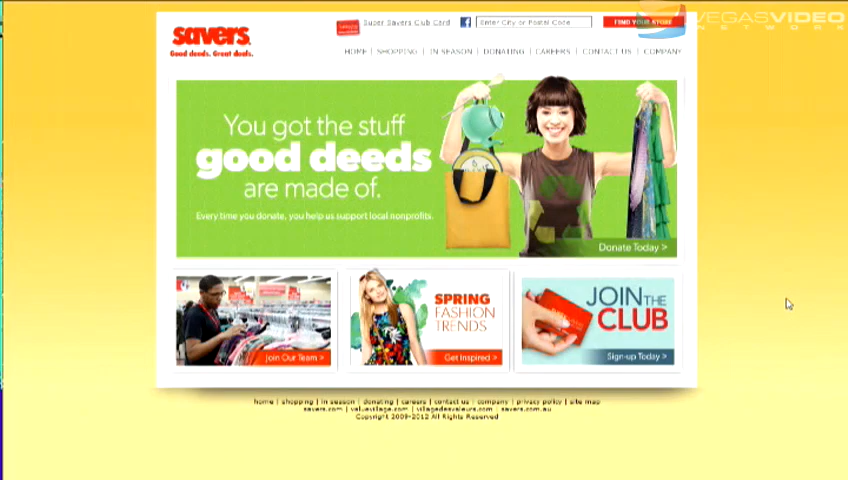 VEGASVIDEO
NETWORK
savers.
Good deeds. Great deals.
Super Savers Club Card
Enter City or Postal Code
FIND YOUR STORE
HOME | SHOPPING | IN SEASON | DONATING | CAREERS | CONTACT US | COMPANY
You got the stuff
good deeds
are made of.
Every time you donate, you help us support local nonprofits.
Donate Today >
Join Our Team >
SPRING
FASHION
TRENDS
Get Inspired >
JOIN THE
CLUB
Sign-up Today >
home | shopping | in season | donating | careers | contact us | company | privacy policy | site map
savers.com | valuevillage.com | villagedesvaleurs.com | savers.com.au
Copyright 2009-2012 All Rights Reserved